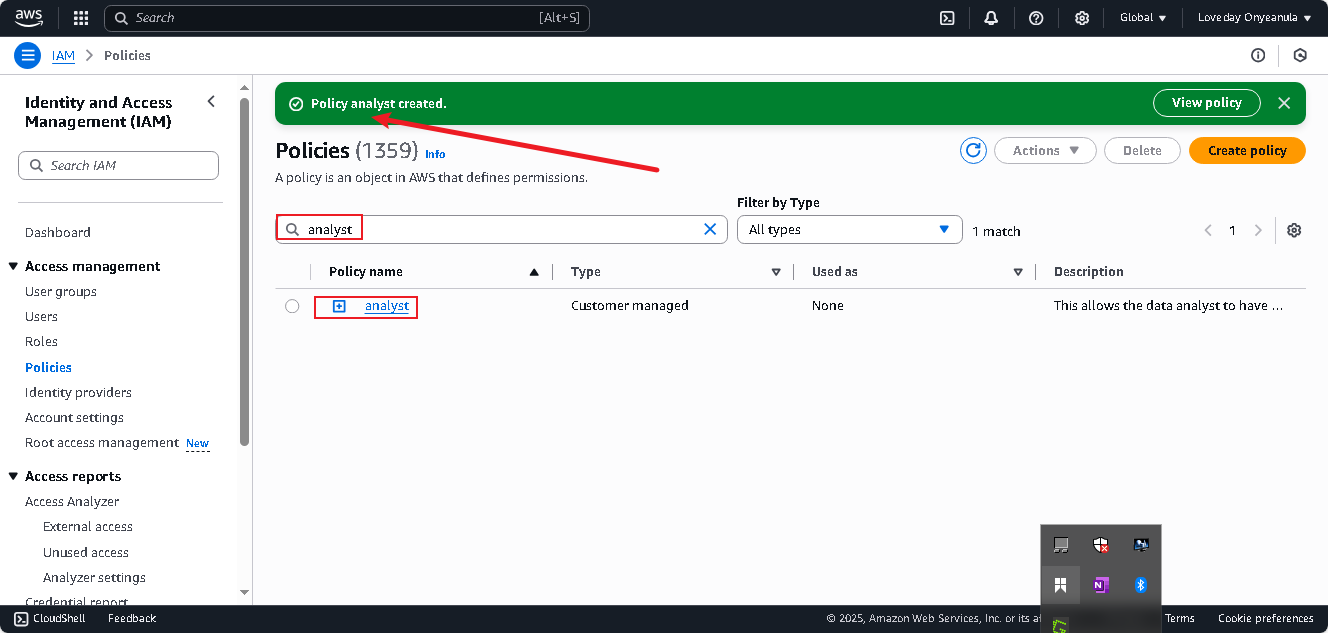 aws
Search [Alt+S]
Global
Loveday Onyeanula
IAM
Policies
Identity and Access
Management (IAM)
Search IAM
Dashboard
Access management
User groups
Users
Roles
Policies
Identity providers
Account settings
Root access management New
Access reports
Access Analyzer
External access
Unused access
Analyzer settings
Credential report
Policy analyst created.
View policy
Policies (1359) Info
A policy is an object in AWS that defines permissions.
Actions
Delete
Create policy
Filter by Type
analyst
All types
1 match
1
Policy name Type Used as Description
analyst Customer managed None This allows the data analyst to have ...
CloudShell
Feedback
© 2025, Amazon Web Services, Inc. or its
Terms
Cookie preferences